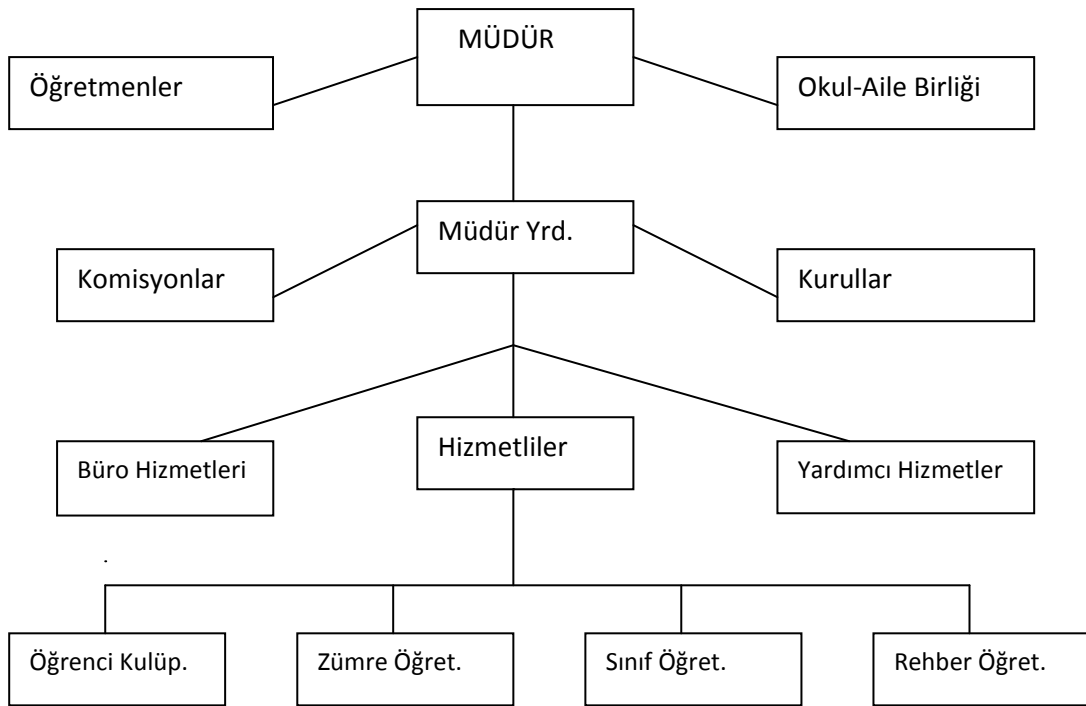 MÜDÜR
Öğretmenler
Okul-Aile Birliği
Müdür Yrd.
Komisyonlar
Kurullar
Hizmetliler
Büro Hizmetleri
Yardımcı Hizmetler
.
Öğrenci Kulüp.
Zümre Öğret.
Sınıf Öğret.
Rehber Öğret.